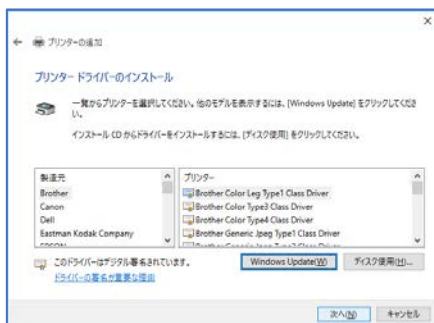 プリンターの追加
プリンター ドライバーのインストール
一覧からプリンターを選択してください。他のモデルを表示するには、[Windows Update] をクリックしてくださ
い。
インストール CD からドライバーをインストールするには、[ディスク使用] をクリックしてください。
製造元
Brother
Canon
Dell
Eastman Kodak Company
EPSON
プリンター
Brother Color Leg Type1 Class Driver
Brother Color Type3 Class Driver
Brother Color Type4 Class Driver
Brother Generic Jpeg Type1 Class Driver
このドライバーはデジタル署名されています。
ドライバーの署名が重要な理由
Windows Update(W)
ディスク使用(H)...
次へ(N)
キャンセル